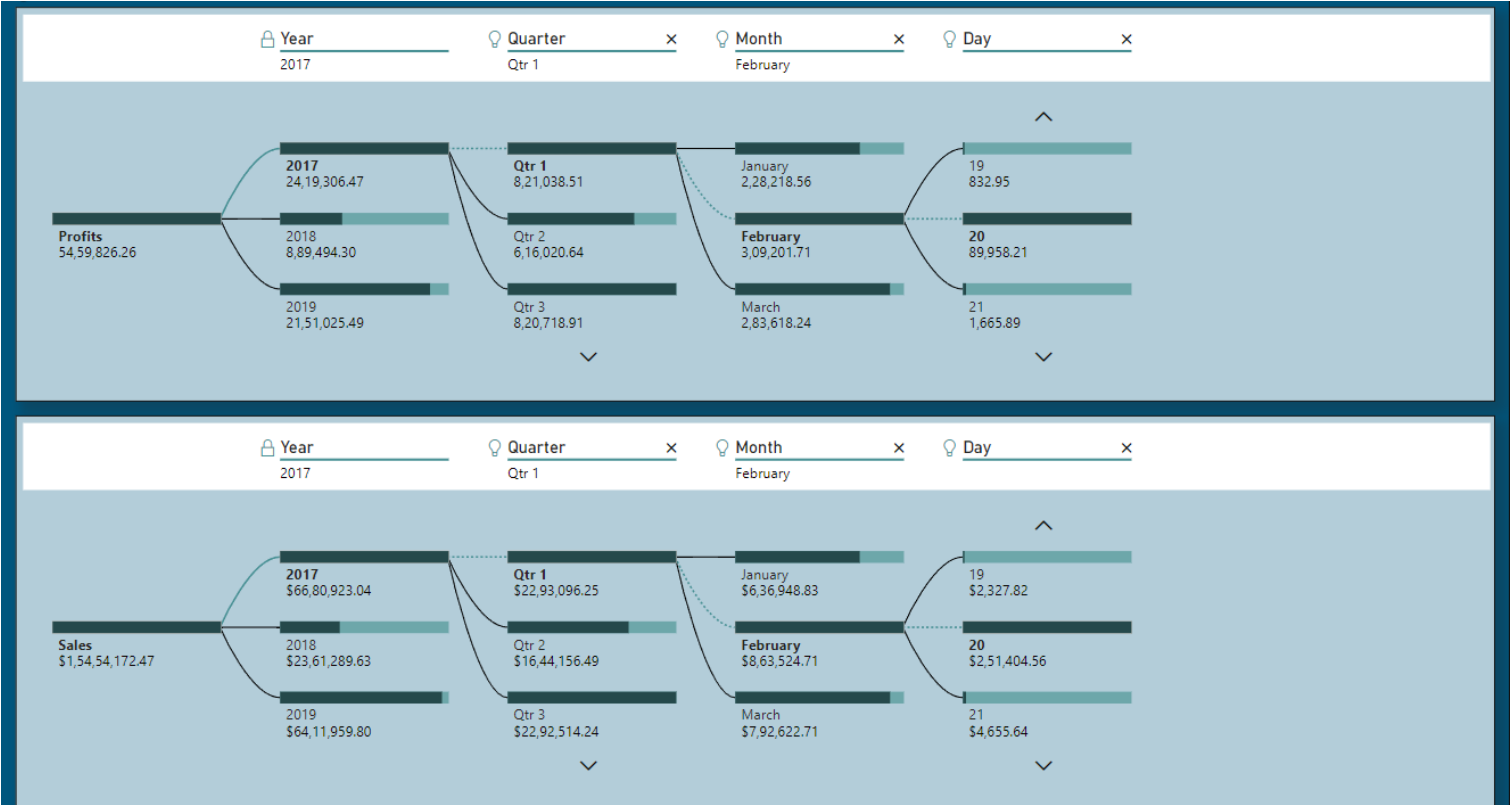 Year Quarter Month Day
2017 Qtr 1 February
2017 Qtr 1 January 19
24,19,306.47 8,21,038.51 2,28,218.56 832.95
Profits 2018 Qtr 2 February 20
54,59,826.26 8,89,494.30 6,16,020.64 3,09,201.71 89,958.21
2019 Qtr 3 March 21
21,51,025.49 8,20,718.91 2,83,618.24 1,665.89
Year Quarter Month Day
2017 Qtr 1 February
2017 Qtr 1 January 19
$66,80,923.04 $22,93,096.25 $6,36,948.83 $2,327.82
Sales 2018 Qtr 2 February 20
$1,54,54,172.47 $23,61,289.63 $16,44,156.49 $8,63,524.71 $2,51,404.56
2019 Qtr 3 March 21
$64,11,959.80 $22,92,514.24 $7,92,622.71 $4,655.64